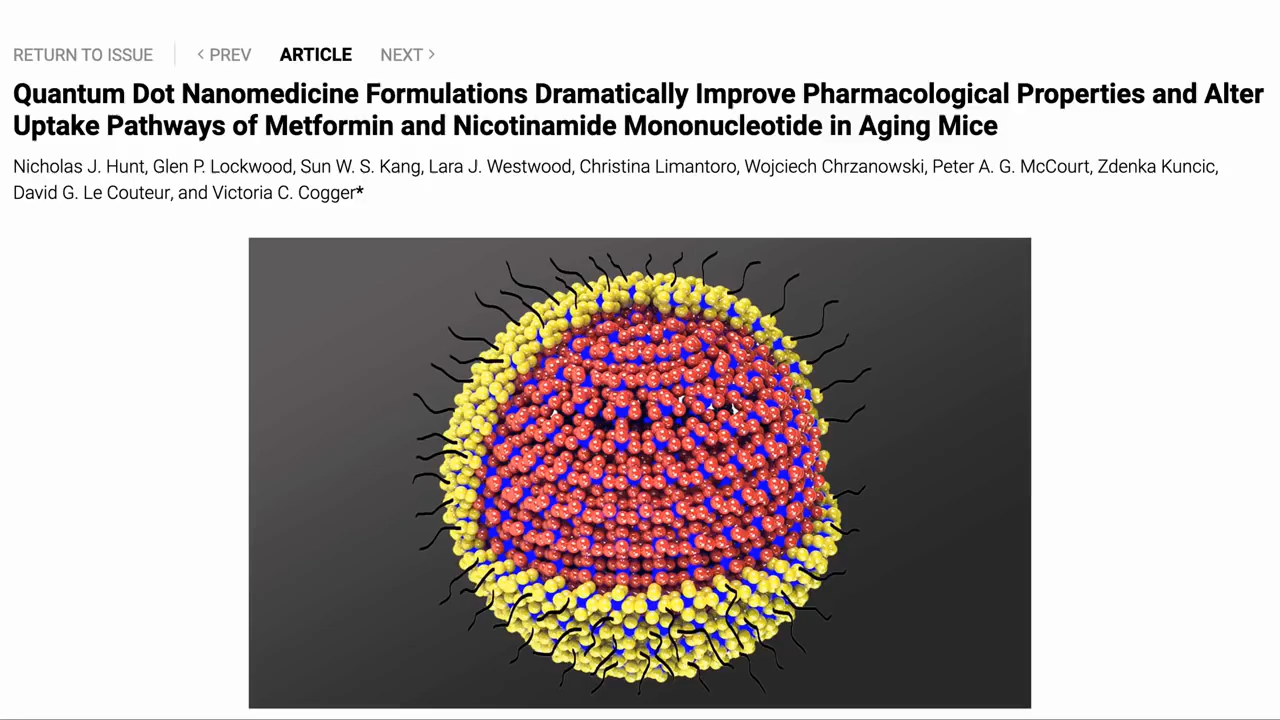 RETURN TO ISSUE < PREV ARTICLE NEXT >
Quantum Dot Nanomedicine Formulations Dramatically Improve Pharmacological Properties and Alter
Uptake Pathways of Metformin and Nicotinamide Mononucleotide in Aging Mice
Nicholas J. Hunt, Glen P. Lockwood, Sun W. S. Kang, Lara J. Westwood, Christina Limantoro, Wojciech Chrzanowski, Peter A. G. McCourt, Zdenka Kuncic,
David G. Le Couteur, and Victoria C. Cogger*